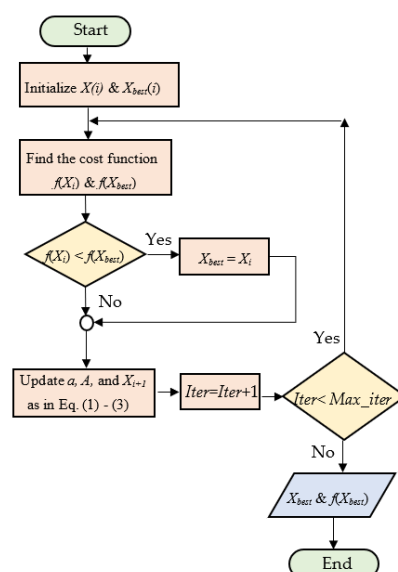 Start
Initialize X(i) & Xbest(i)
Find the cost function
f(Xi) & f(Xbest)
f(Xi) < f(Xbest)
Yes
Xbest = Xi
No
Update a, A, and Xi+1
as in Eq. (1) - (3)
Iter=Iter+1
Iter< Max_iter
Yes
No
Xbest & f(Xbest)
End